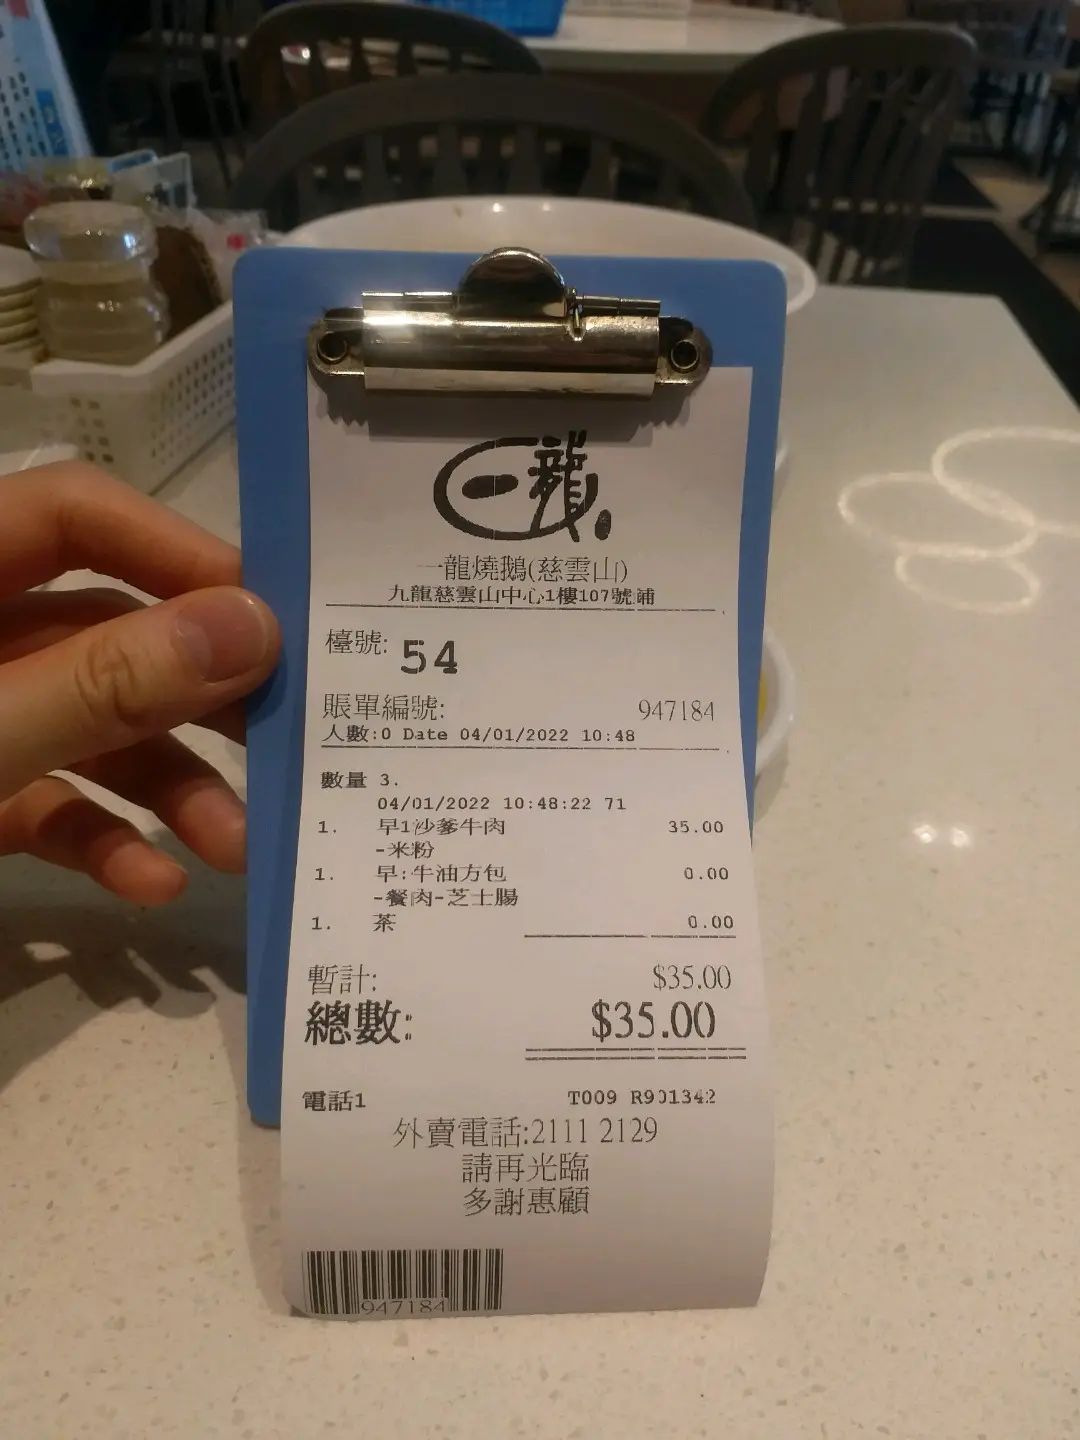 一龍
一龍燒鵝(慈雲山)
九龍慈雲山中心1樓107號鋪
檯號: 54
賬單編號: 947184
人數:0 Date 04/01/2022 10:48
數量 3.
04/01/2022 10:48:22 71
1. 早1沙爹牛肉 35.00
-米粉
1. 早:牛油方包 0.00
-餐肉-芝士腸
1. 茶 0.00
暫計: $35.00
總數: $35.00
電話1 T009 R901342
外賣電話:2111 2129
請再光臨
多謝惠顧
947184